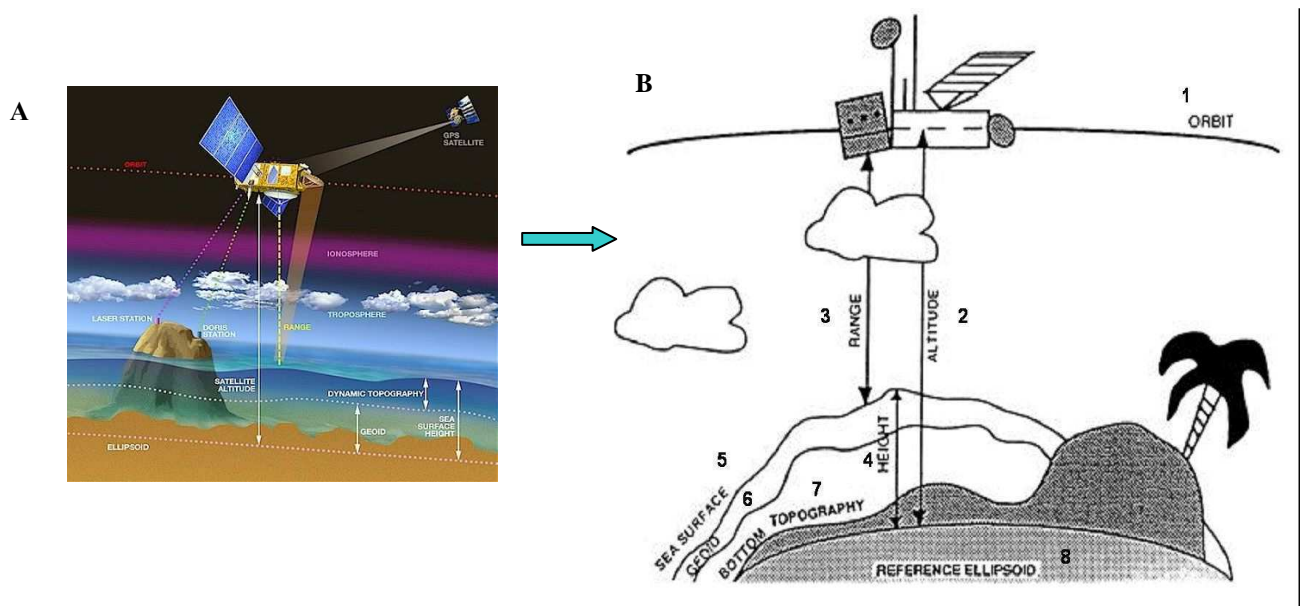 A
GPS
SATELLITE
ORBIT
IONOSPHERE
TROPOSPHERE
LASER STATION
DORIS
STATION
RANGE
SATELLITE
ALTITUDE
DYNAMIC TOPOGRAPHY
SEA
SURFACE
HEIGHT
GEOID
ELLIPSOID
B
1
ORBIT
3
RANGE
2
ALTITUDE
4
HEIGHT
5
SEA SURFACE
6
GEOID
7
BOTTOM TOPOGRAPHY
8
REFERENCE ELLIPSOID